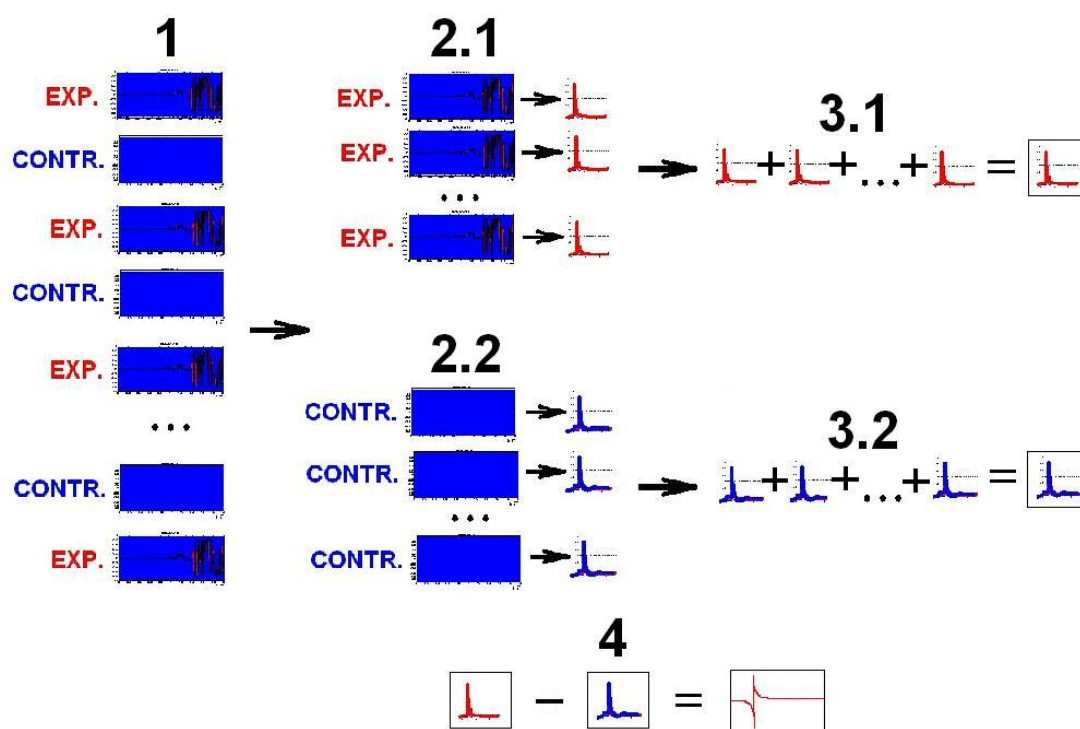 1
EXP.
CONTR.
EXP.
CONTR.
EXP.
...
CONTR.
EXP.
2.1
EXP.
EXP.
...
EXP.
2.2
CONTR.
CONTR.
...
CONTR.
3.1
+ + ... + =
3.2
+ + ... + =
4
− =